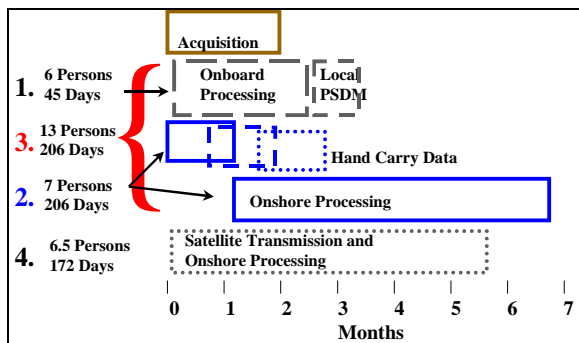 Acquisition
1. 6 Persons
45 Days
Onboard
Processing
Local
PSDM
3. 13 Persons
206 Days
Hand Carry Data
2. 7 Persons
206 Days
Onshore Processing
4. 6.5 Persons
172 Days
Satellite Transmission and
Onshore Processing
0 1 2 3 4 5 6 7
Months